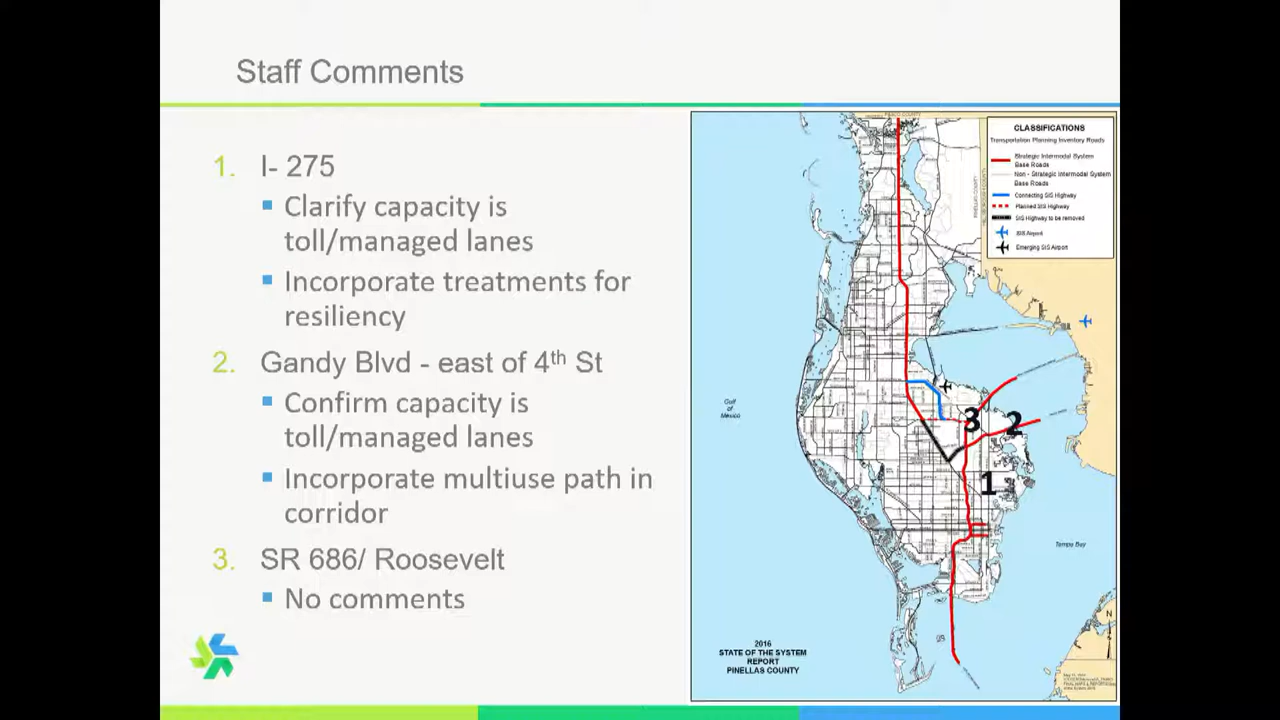 Staff Comments
1. I- 275
Clarify capacity is
toll/managed lanes
Incorporate treatments for
resiliency
2. Gandy Blvd - east of 4th St
Confirm capacity is
toll/managed lanes
Incorporate multiuse path in
corridor
3. SR 686/ Roosevelt
No comments
CLASSIFICATIONS
Transportation Planning Inventory Roads
Strategic Intermodal System
Base Roads
Non - Strategic Intermodal System
Base Roads
Connecting SIS Highway
Planned SIS Highway
SIS Highway to be removed
SIS Airport
Emerging SIS Airport
Gulf
of
Mexico
3
2
1
Tampa Bay
N
2016
STATE OF THE SYSTEM
REPORT
PINELLAS COUNTY